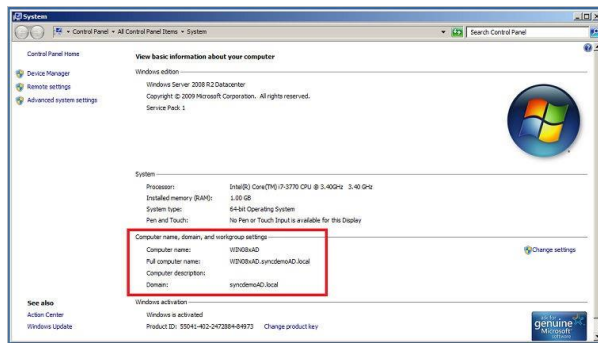 System
Control Panel ▸ All Control Panel Items ▸ System
Search Control Panel
Control Panel Home
Device Manager
Remote settings
Advanced system settings
View basic information about your computer
Windows edition
Windows Server 2008 R2 Datacenter
Copyright © 2009 Microsoft Corporation. All rights reserved.
Service Pack 1
System
Processor: Intel(R) Core(TM) i7-3770 CPU @ 3.40GHz 3.40 GHz
Installed memory (RAM): 1.00 GB
System type: 64-bit Operating System
Pen and Touch: No Pen or Touch Input is available for this Display
Computer name, domain, and workgroup settings
Computer name: WIN08xAD
Change settings
Full computer name: WIN08xAD.syncdemoAD.local
Computer description:
Domain: syncdemoAD.local
Windows activation
Windows is activated
Product ID: 55041-402-2472884-84973 Change product key
See also
Action Center
Windows Update
ask for
genuine
Microsoft
software